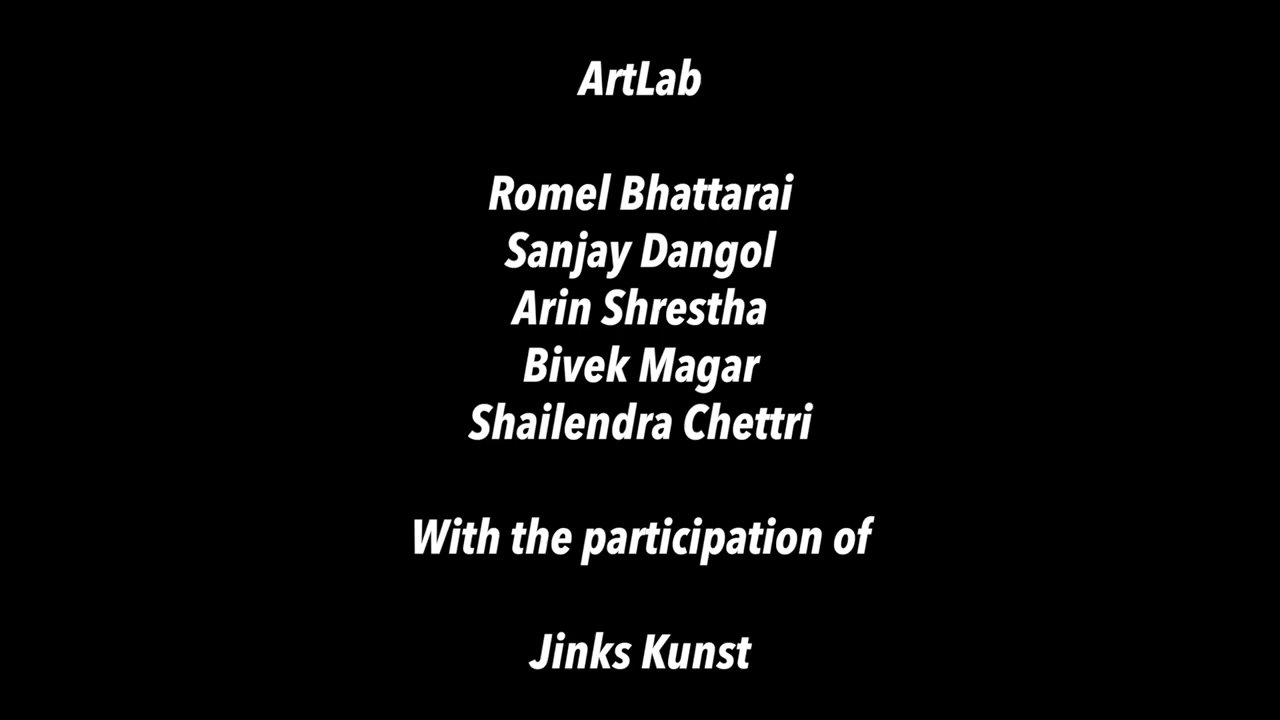 ArtLab
Romel Bhattarai
Sanjay Dangol
Arin Shrestha
Bivek Magar
Shailendra Chettri
With the participation of
Jinks Kunst